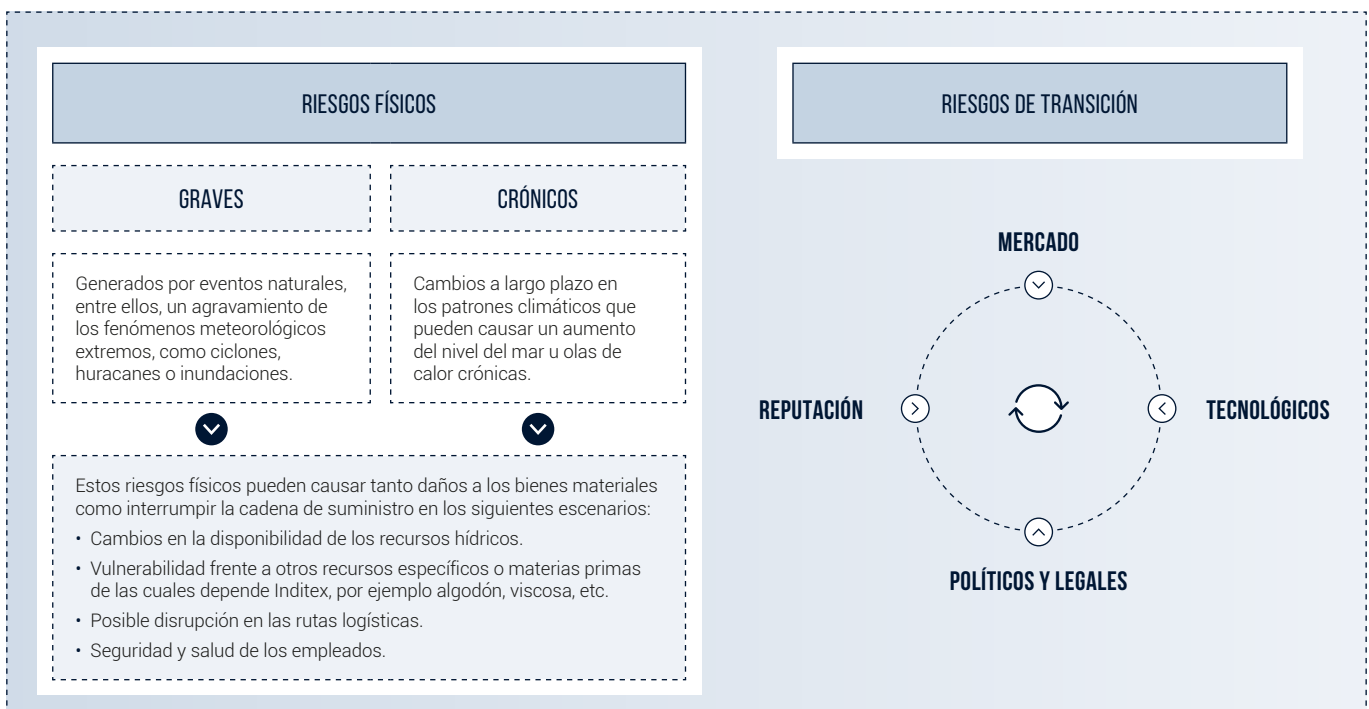 RIESGOS FÍSICOS
GRAVES
CRÓNICOS
Generados por eventos naturales,
entre ellos, un agravamiento de
los fenómenos meteorológicos
extremos, como ciclones,
huracanes o inundaciones.
Cambios a largo plazo en
los patrones climáticos que
pueden causar un aumento
del nivel del mar u olas de
calor crónicas.
Estos riesgos físicos pueden causar tanto daños a los bienes materiales
como interrumpir la cadena de suministro en los siguientes escenarios:
• Cambios en la disponibilidad de los recursos hídricos.
• Vulnerabilidad frente a otros recursos específicos o materias primas
de las cuales depende Inditex, por ejemplo algodón, viscosa, etc.
• Posible disrupción en las rutas logísticas.
• Seguridad y salud de los empleados.
RIESGOS DE TRANSICIÓN
MERCADO
REPUTACIÓN
TECNOLÓGICOS
POLÍTICOS Y LEGALES